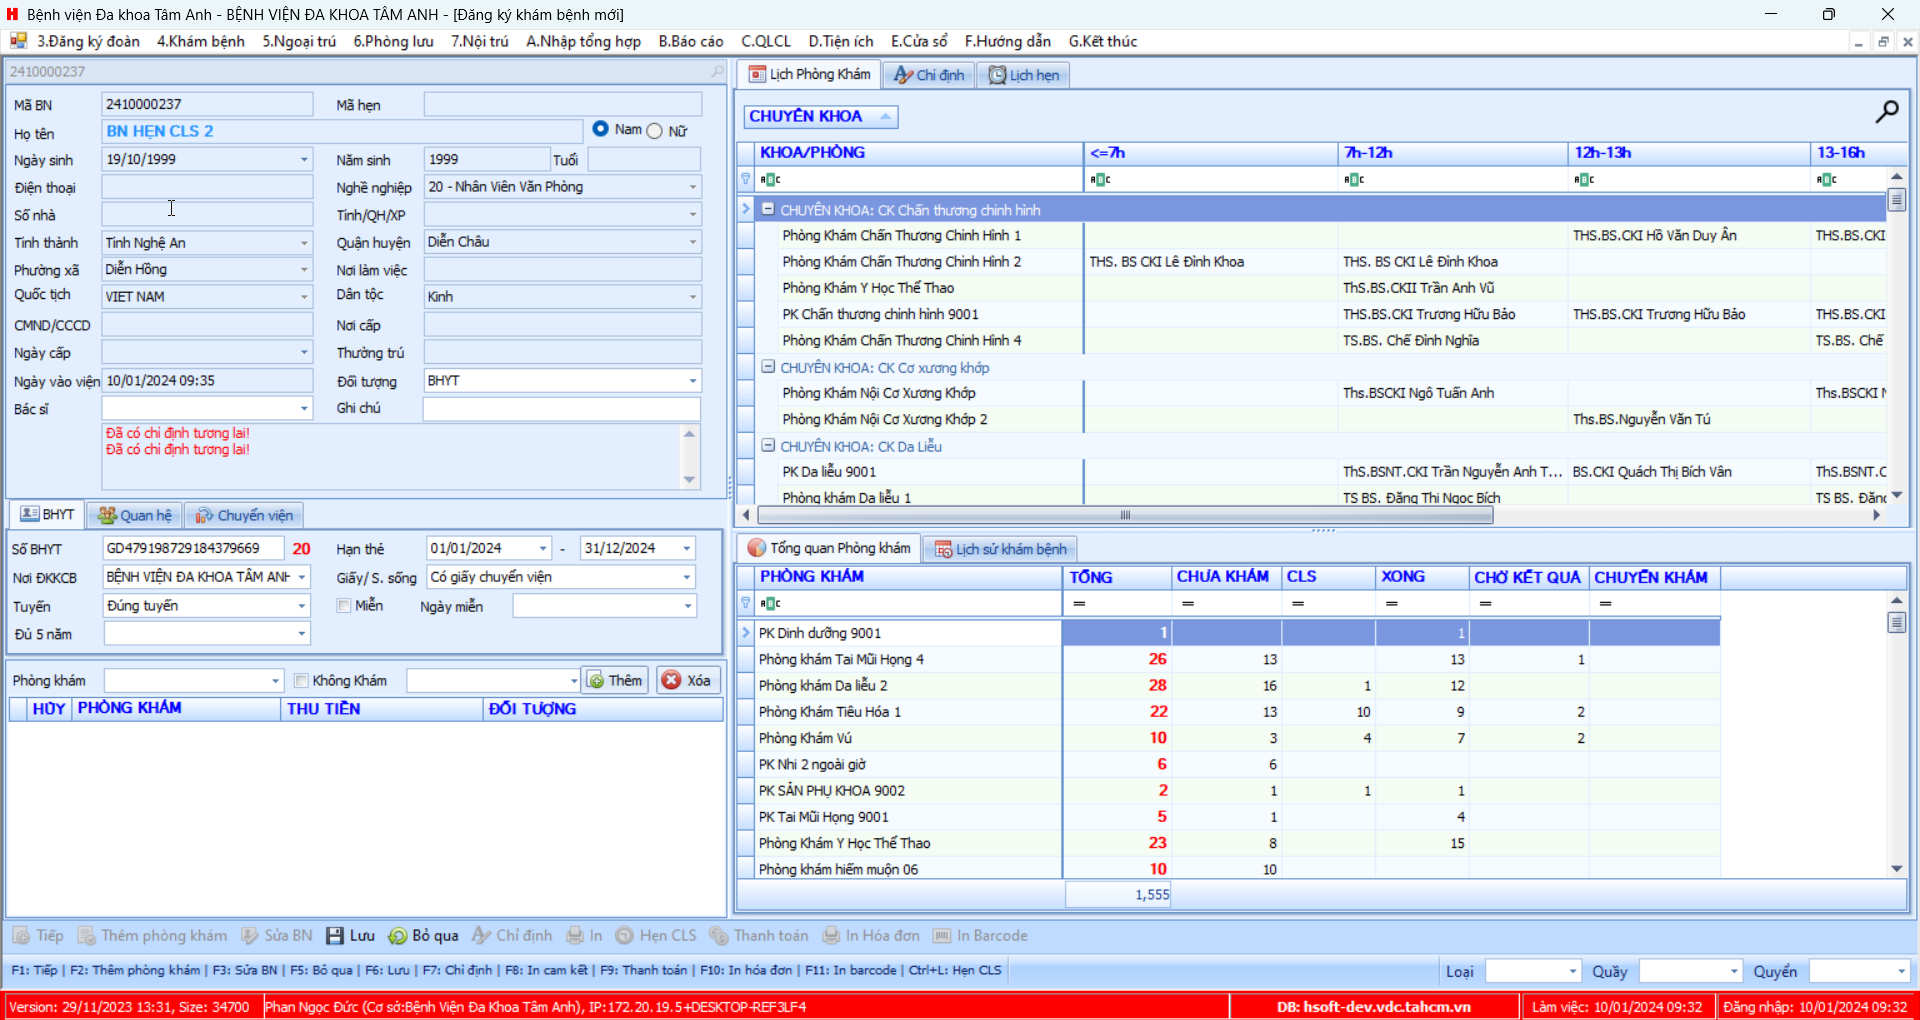 Bệnh viện Đa khoa Tâm Anh - BỆNH VIỆN ĐA KHOA TÂM ANH - [Đăng ký khám bệnh mới]
3.Đăng ký đoàn 4.Khám bệnh 5.Ngoại trú 6.Phòng lưu 7.Nội trú A.Nhập tổng hợp B.Báo cáo C.QLCL D.Tiện ích E.Cửa sổ F.Hướng dẫn G.Kết thúc
2410000237
Mã BN 2410000237 Mã hẹn
Họ tên BN HẸN CLS 2 Nam Nữ
Ngày sinh 19/10/1999 Năm sinh 1999 Tuổi
Điện thoại Nghề nghiệp 20 - Nhân Viên Văn Phòng
Số nhà Tỉnh/QH/XP
Tỉnh thành Tỉnh Nghệ An Quận huyện Diễn Châu
Phường xã Diễn Hồng Nơi làm việc
Quốc tịch VIET NAM Dân tộc Kinh
CMND/CCCD Nơi cấp
Ngày cấp Thường trú
Ngày vào viện 10/01/2024 09:35 Đối tượng BHYT
Bác sĩ Ghi chú
Đã có chỉ định tương lai!
Đã có chỉ định tương lai!
BHYT Quan hệ Chuyển viện
Số BHYT GD479198729184379669 20 Hạn thẻ 01/01/2024 - 31/12/2024
Nơi ĐKKCB BỆNH VIỆN ĐA KHOA TÂM ANH Giấy/ S. sống Có giấy chuyển viện
Tuyến Đúng tuyến Miễn Ngày miễn
Đủ 5 năm
Phòng khám Không Khám Thêm Xóa
HỦY PHÒNG KHÁM THU TIỀN ĐỐI TƯỢNG
Lịch Phòng Khám Chỉ định Lịch hẹn
CHUYÊN KHOA
KHOA/PHÒNG <=7h 7h-12h 12h-13h 13-16h
CHUYÊN KHOA: CK Chấn thương chỉnh hình
Phòng Khám Chấn Thương Chỉnh Hình 1 THS.BS.CKI Hồ Văn Duy Ân THS.BS.CKI
Phòng Khám Chấn Thương Chỉnh Hình 2 THS. BS CKI Lê Đình Khoa THS. BS CKI Lê Đình Khoa
Phòng Khám Y Học Thể Thao ThS.BS.CKII Trần Anh Vũ
PK Chấn thương chỉnh hình 9001 THS.BS.CKI Trương Hữu Bảo THS.BS.CKI Trương Hữu Bảo THS.BS.CKI
Phòng Khám Chấn Thương Chỉnh Hình 4 TS.BS. Chế Đình Nghĩa TS.BS. Chế
CHUYÊN KHOA: CK Cơ xương khớp
Phòng Khám Nội Cơ Xương Khớp Ths.BSCKI Ngô Tuấn Anh Ths.BSCKI N
Phòng Khám Nội Cơ Xương Khớp 2 Ths.BS.Nguyễn Văn Tú
CHUYÊN KHOA: CK Da Liễu
PK Da liễu 9001 ThS.BSNT.CKI Trần Nguyễn Anh T... BS.CKI Quách Thị Bích Vân ThS.BSNT.C
Phòng khám Da liễu 1 TS BS. Đặng Thị Ngọc Bích TS BS. Đặng
Tổng quan Phòng khám Lịch sử khám bệnh
PHÒNG KHÁM TỔNG CHƯA KHÁM CLS XONG CHỜ KẾT QUẢ CHUYỂN KHÁM
= = = = = =
PK Dinh dưỡng 9001 1 1
Phòng khám Tai Mũi Họng 4 26 13 13 1
Phòng khám Da liễu 2 28 16 1 12
Phòng Khám Tiêu Hóa 1 22 13 10 9 2
Phòng Khám Vú 10 3 4 7 2
PK Nhi 2 ngoài giờ 6 6
PK SẢN PHỤ KHOA 9002 2 1 1 1
PK Tai Mũi Họng 9001 5 1 4
Phòng Khám Y Học Thể Thao 23 8 15
Phòng khám hiếm muộn 06 10 10
1,555
Tiếp Thêm phòng khám Sửa BN Lưu Bỏ qua Chỉ định In Hẹn CLS Thanh toán In Hóa đơn In Barcode
F1: Tiếp | F2: Thêm phòng khám | F3: Sửa BN | F5: Bỏ qua | F6: Lưu | F7: Chỉ định | F8: In cam kết | F9: Thanh toán | F10: In hóa đơn | F11: In barcode | Ctrl+L: Hẹn CLS Loại Quầy Quyển
Version: 29/11/2023 13:31, Size: 34700 Phan Ngọc Đức (Cơ sở:Bệnh Viện Đa Khoa Tâm Anh), IP:172.20.19.5+DESKTOP-REF3LF4 DB: hsoft-dev.vdc.tahcm.vn Làm việc: 10/01/2024 09:32 Đăng nhập: 10/01/2024 09:32